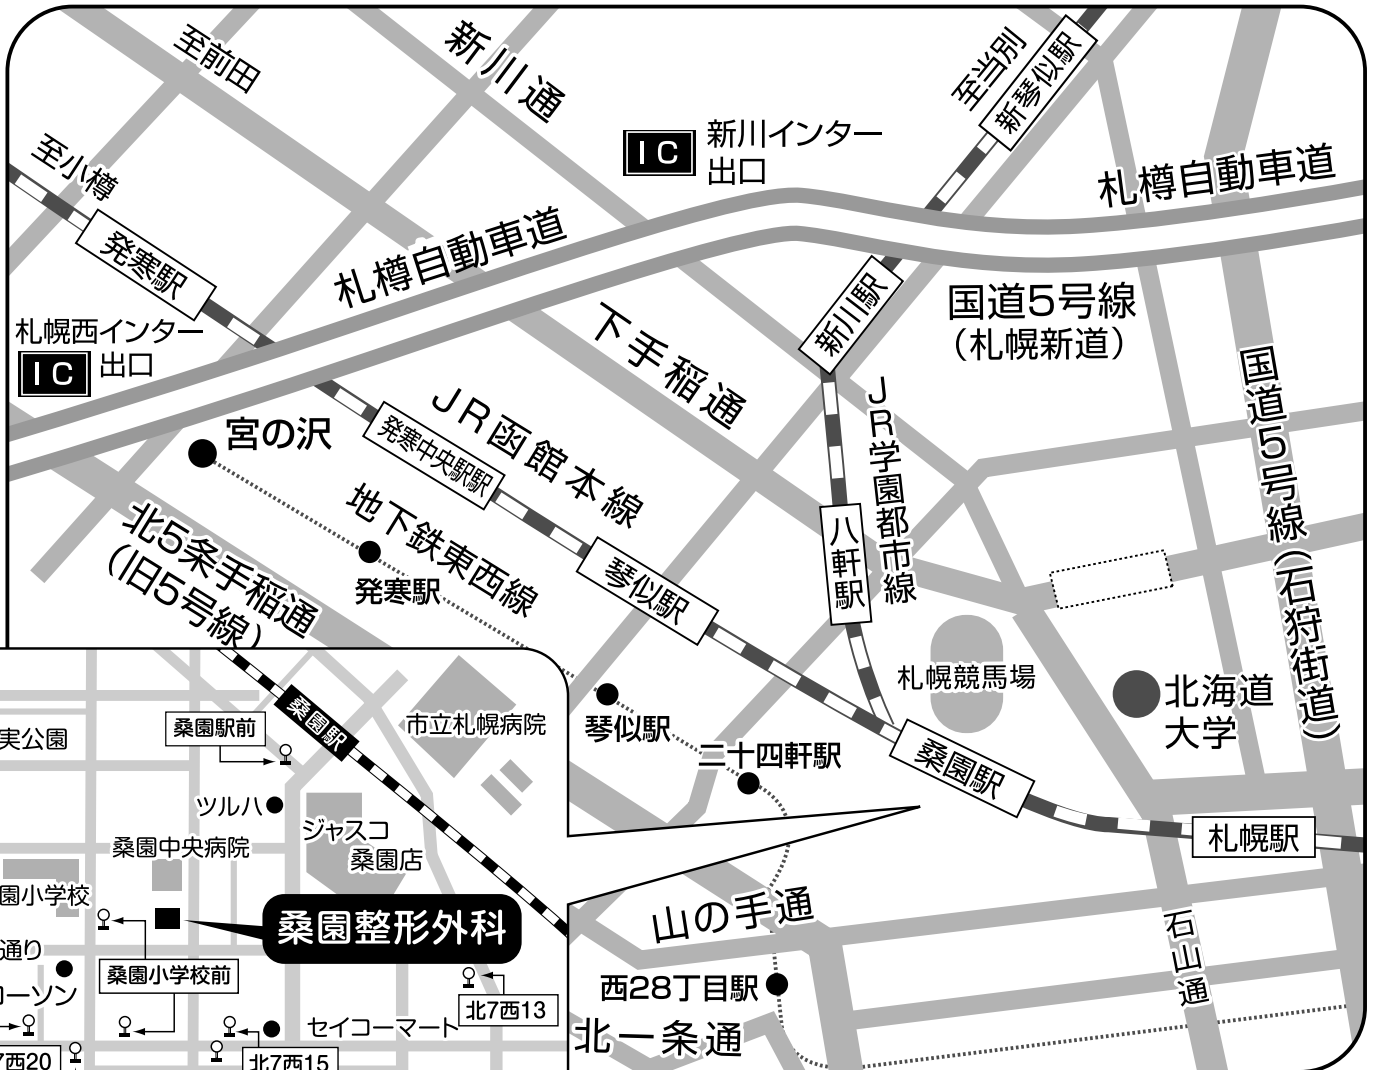 至前田
新川通
至当別
新琴似駅
IC
新川インター
出口
札樽自動車道
至小樽
発寒駅
札樽自動車道
新川駅
国道5号線
(札幌新道)
札幌西インター
IC
出口
下手稲通
国道5号線(石狩街道)
宮の沢
発寒中央駅駅
JR函館本線
JR学園都市線
地下鉄東西線
北5条手稲通
(旧5号線)
発寒駅
琴似駅
八軒駅
札幌競馬場
北海道
大学
琴似駅
二十四軒駅
桑園駅
札幌駅
山の手通
石山通
西28丁目駅
北一条通
桑園駅
桑園駅前
市立札幌病院
実公園
ツルハ
ジャスコ
桑園店
桑園中央病院
園小学校
桑園整形外科
通り
桑園小学校前
ーソン
北7西13
セイコーマート
7西20
北7西15